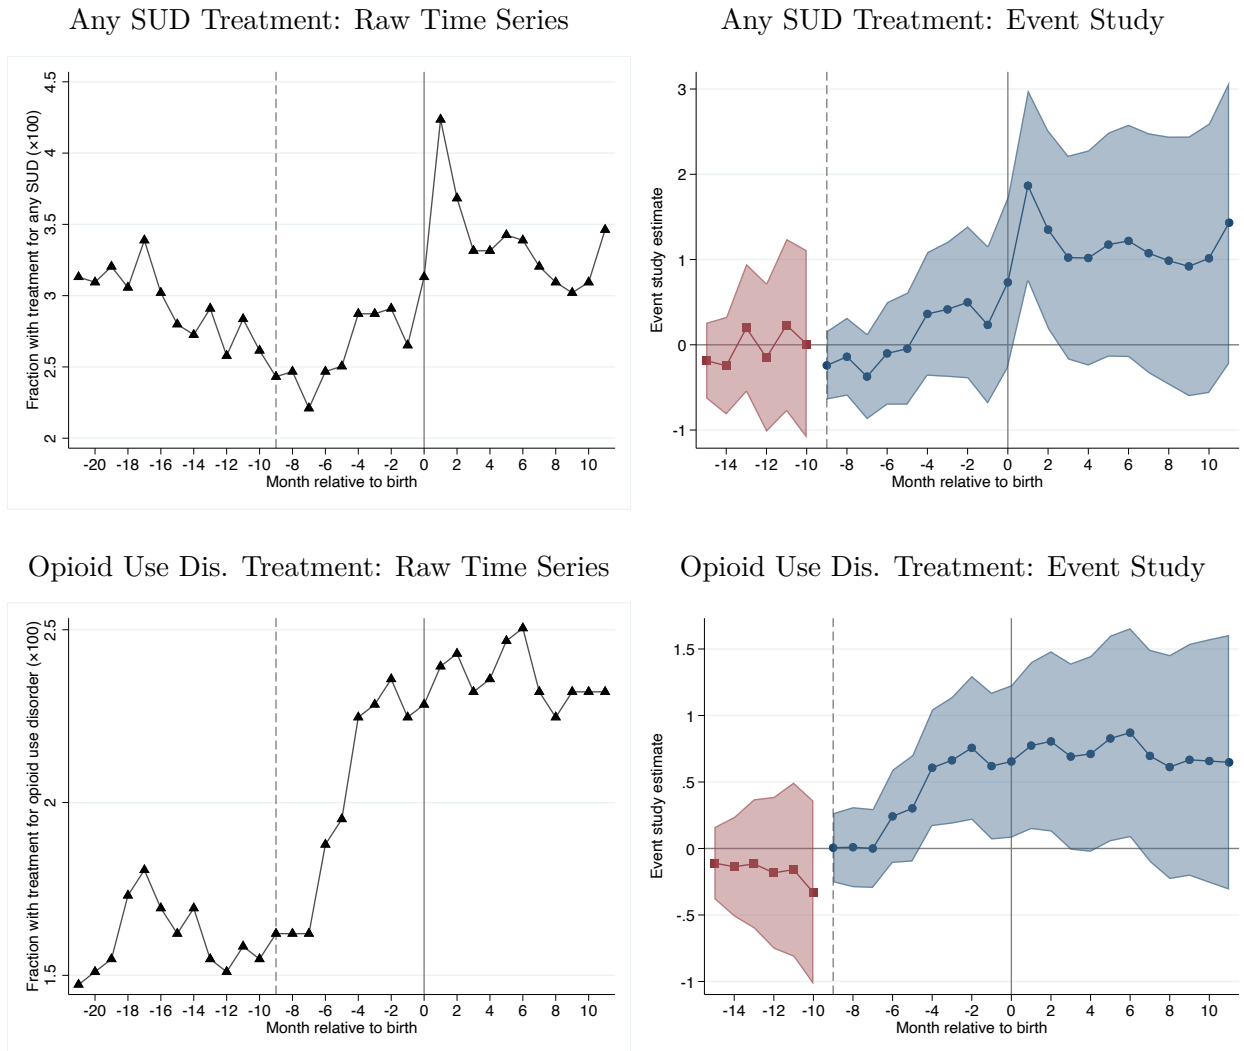 Any SUD Treatment: Raw Time Series
Fraction with treatment for any SUD (×100)
4.5
4
3.5
3
2.5
2
-20 -18 -16 -14 -12 -10 -8 -6 -4 -2 0 2 4 6 8 10
Month relative to birth
Any SUD Treatment: Event Study
Event study estimate
3
2
1
0
-1
-14 -12 -10 -8 -6 -4 -2 0 2 4 6 8 10
Month relative to birth
Opioid Use Dis. Treatment: Raw Time Series
Fraction with treatment for opioid use disorder (×100)
2.5
2
1.5
-20 -18 -16 -14 -12 -10 -8 -6 -4 -2 0 2 4 6 8 10
Month relative to birth
Opioid Use Dis. Treatment: Event Study
Event study estimate
1.5
1
.5
0
-.5
-1
-14 -12 -10 -8 -6 -4 -2 0 2 4 6 8 10
Month relative to birth